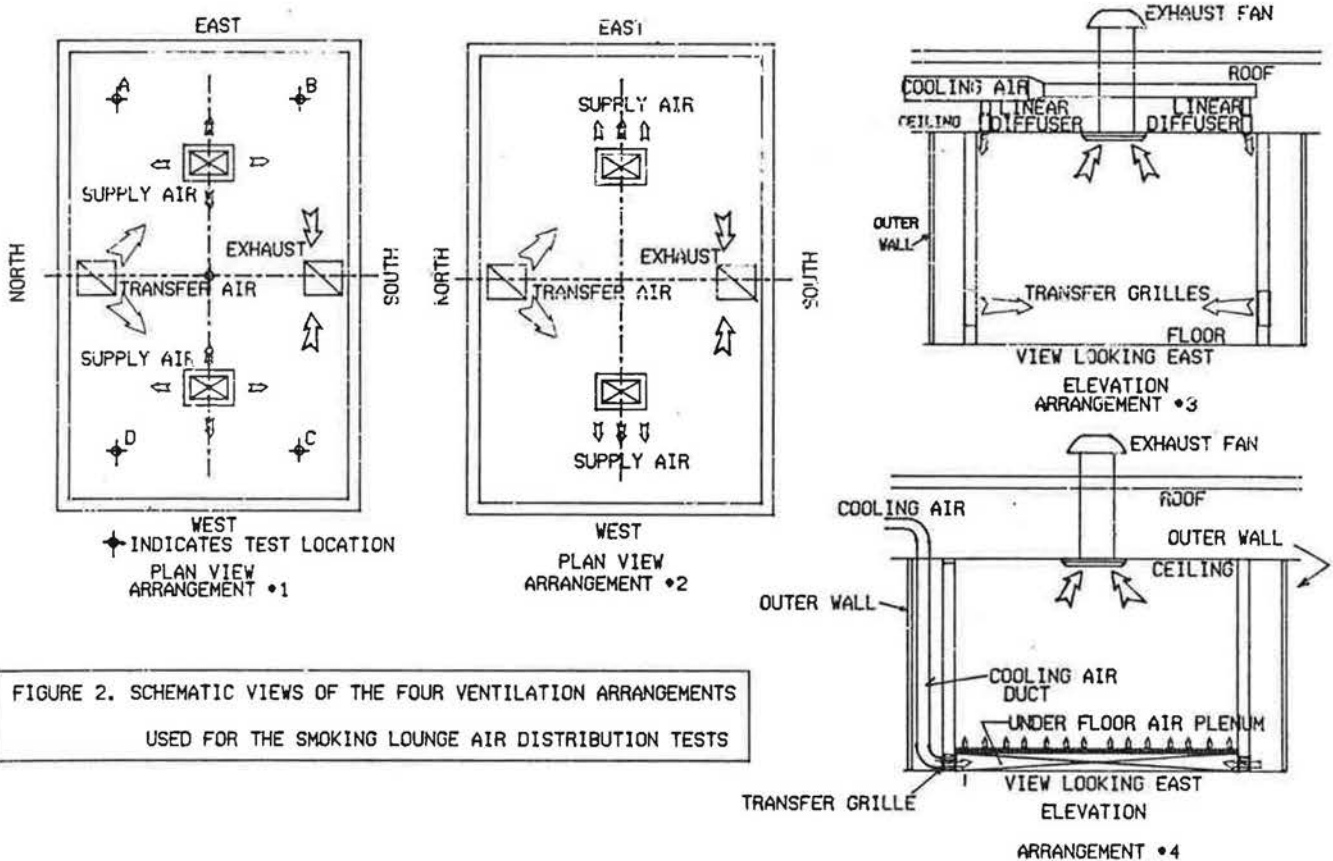 EAST
A
B
SUPPLY AIR
NORTH
EXHAUST
SOUTH
TRANSFER AIR
SUPPLY AIR
D
C
WEST
INDICATES TEST LOCATION
PLAN VIEW
ARRANGEMENT •1
EAST
SUPPLY AIR
NORTH
EXHAUST
SOUTH
TRANSFER AIR
SUPPLY AIR
WEST
PLAN VIEW
ARRANGEMENT •2
EXHAUST FAN
ROOF
COOLING AIR
LINEAR
LINEAR
CEILING
DIFFUSER
DIFFUSER
OUTER
WALL
TRANSFER GRILLES
FLOOR
VIEW LOOKING EAST
ELEVATION
ARRANGEMENT •3
EXHAUST FAN
ROOF
COOLING AIR
OUTER WALL
CEILING
OUTER WALL
COOLING AIR
DUCT
UNDER FLOOR AIR PLENUM
TRANSFER GRILLE
VIEW LOOKING EAST
ELEVATION
ARRANGEMENT •4
FIGURE 2. SCHEMATIC VIEWS OF THE FOUR VENTILATION ARRANGEMENTS
USED FOR THE SMOKING LOUNGE AIR DISTRIBUTION TESTS